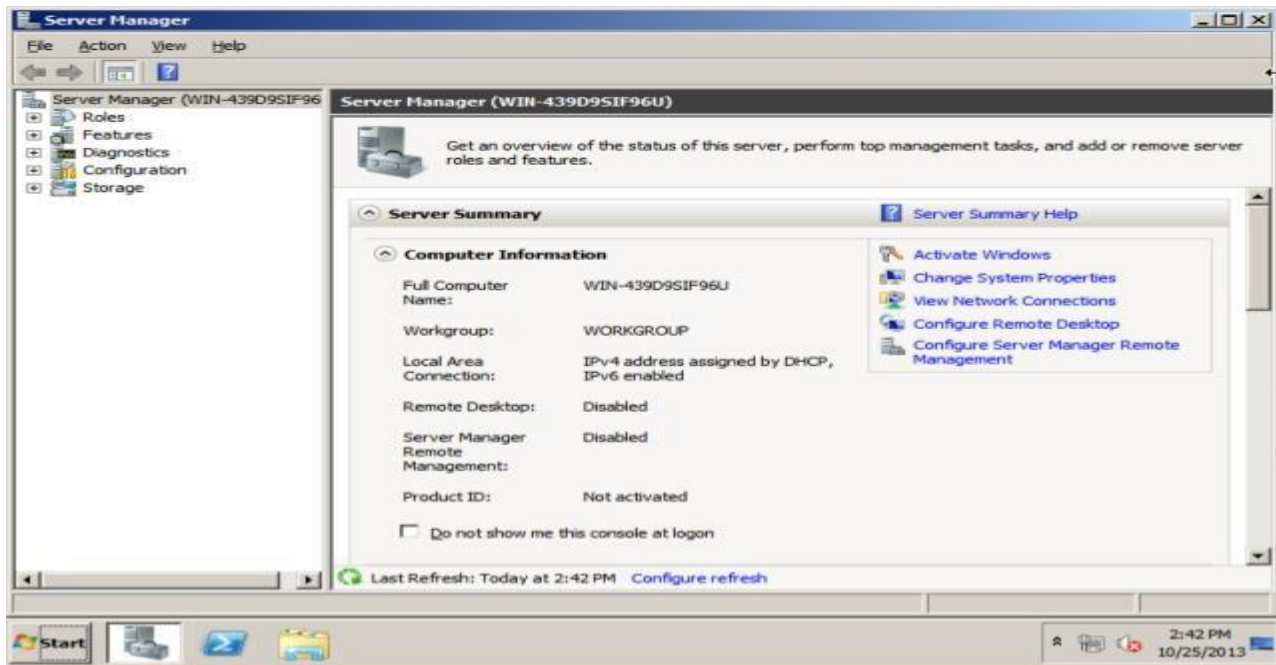 Server Manager
File Action View Help
Server Manager (WIN-439D9SIF96
Roles
Features
Diagnostics
Configuration
Storage
Server Manager (WIN-439D9SIF96U)
Get an overview of the status of this server, perform top management tasks, and add or remove server
roles and features.
Server Summary
Server Summary Help
Computer Information
Full Computer
Name:
WIN-439D9SIF96U
Workgroup:
WORKGROUP
Local Area
Connection:
IPv4 address assigned by DHCP,
IPv6 enabled
Remote Desktop:
Disabled
Server Manager
Remote
Management:
Disabled
Product ID:
Not activated
Do not show me this console at logon
Activate Windows
Change System Properties
View Network Connections
Configure Remote Desktop
Configure Server Manager Remote
Management
Last Refresh: Today at 2:42 PM Configure refresh
Start
2:42 PM
10/25/2013